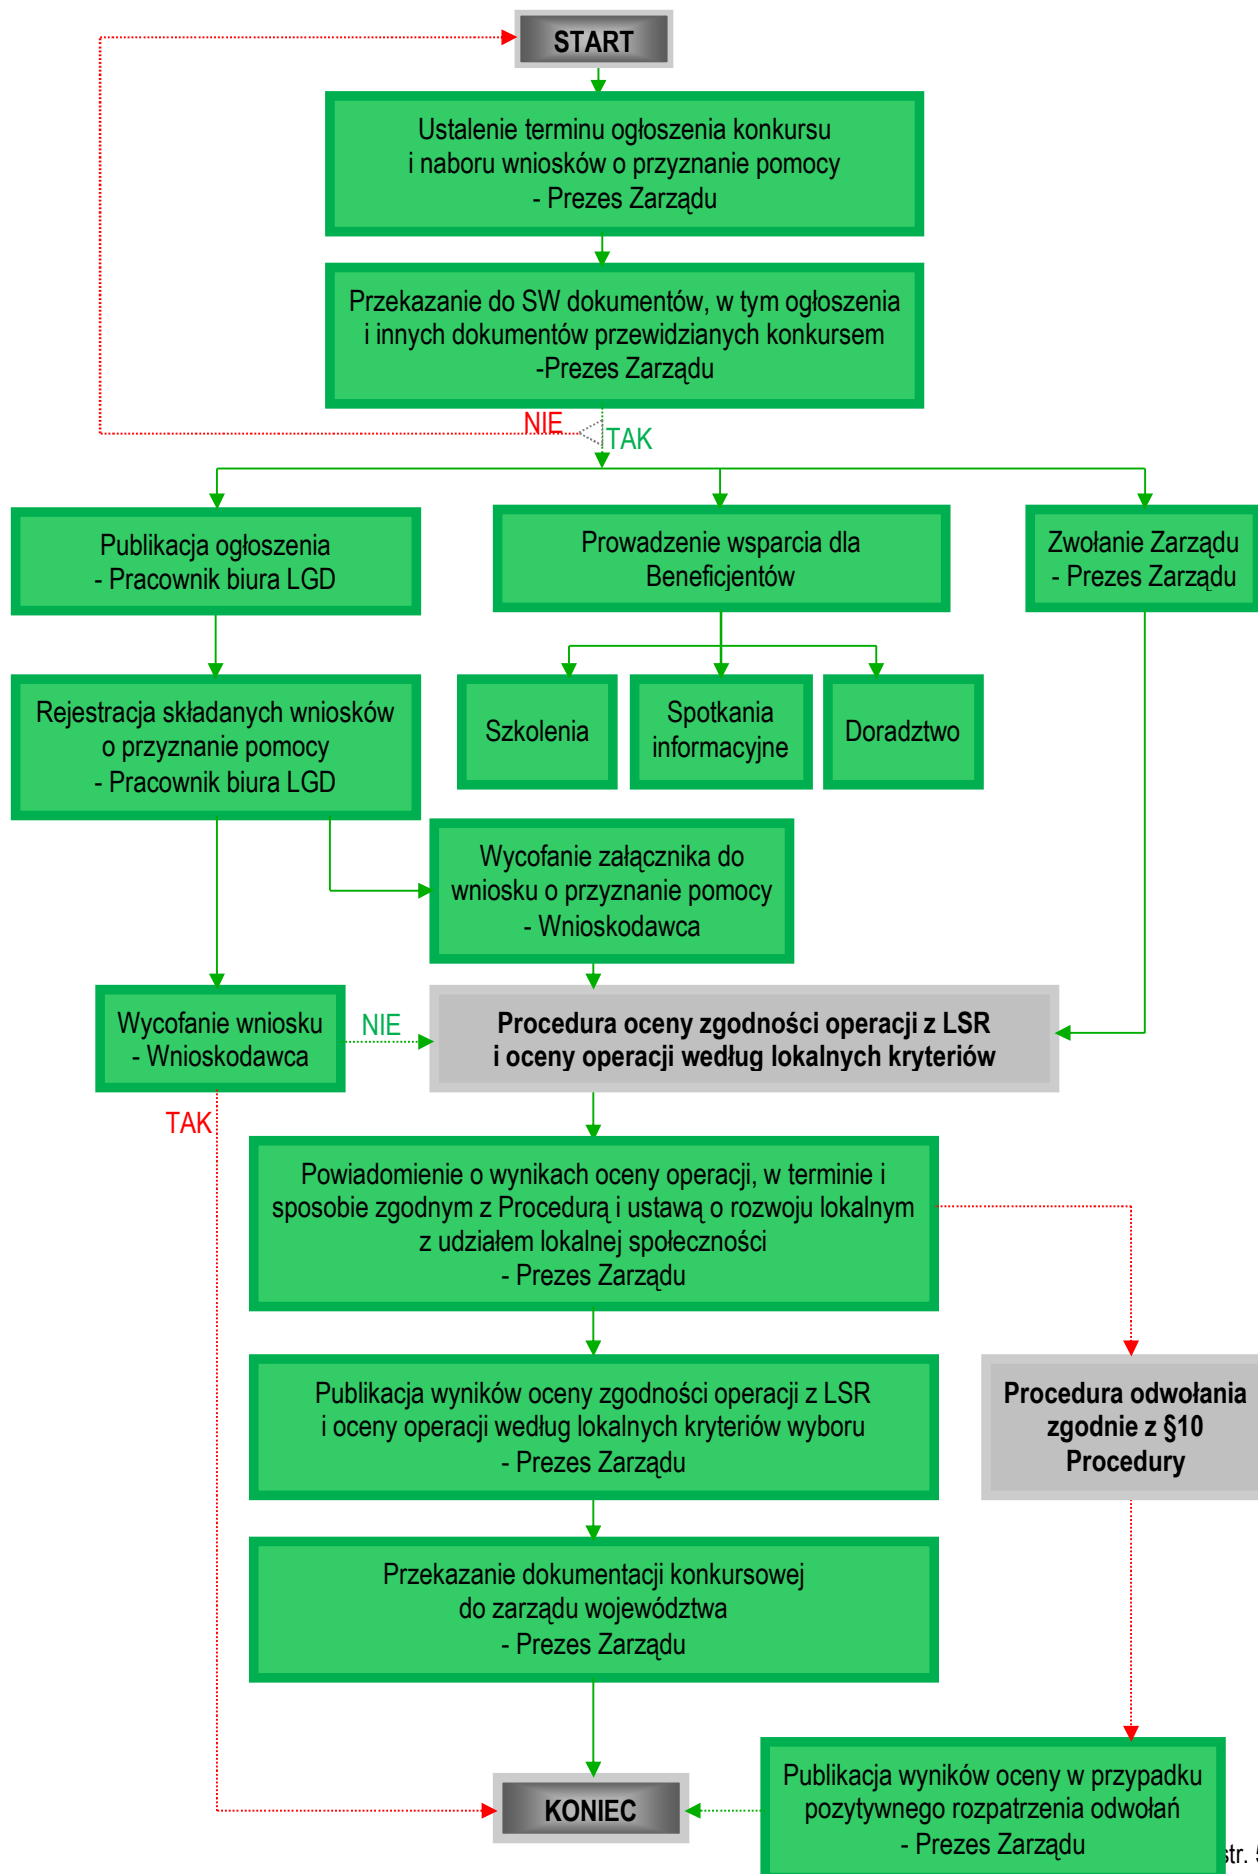 START
Ustalenie terminu ogłoszenia konkursu
i naboru wniosków o przyznanie pomocy
- Prezes Zarządu
Przekazanie do SW dokumentów, w tym ogłoszenia
i innych dokumentów przewidzianych konkursem
-Prezes Zarządu
NIE
TAK
Publikacja ogłoszenia
- Pracownik biura LGD
Prowadzenie wsparcia dla
Beneficjentów
Zwołanie Zarządu
- Prezes Zarządu
Rejestracja składanych wniosków
o przyznanie pomocy
- Pracownik biura LGD
Szkolenia
Spotkania
informacyjne
Doradztwo
Wycofanie załącznika do
wniosku o przyznanie pomocy
- Wnioskodawca
Wycofanie wniosku
- Wnioskodawca
NIE
Procedura oceny zgodności operacji z LSR
i oceny operacji według lokalnych kryteriów
TAK
Powiadomienie o wynikach oceny operacji, w terminie i
sposobie zgodnym z Procedurą i ustawą o rozwoju lokalnym
z udziałem lokalnej społeczności
- Prezes Zarządu
Publikacja wyników oceny zgodności operacji z LSR
i oceny operacji według lokalnych kryteriów wyboru
- Prezes Zarządu
Procedura odwołania
zgodnie z §10
Procedury
Przekazanie dokumentacji konkursowej
do zarządu województwa
- Prezes Zarządu
KONIEC
Publikacja wyników oceny w przypadku
pozytywnego rozpatrzenia odwołań
- Prezes Zarządu
str. 5